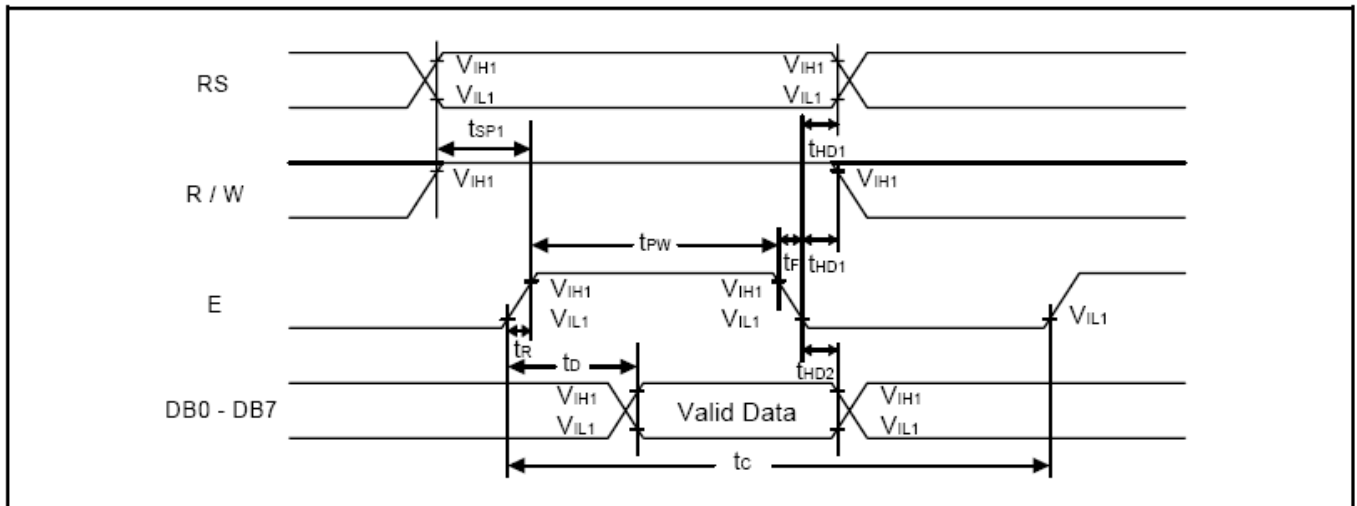 RS
VIH1
VIL1
VIH1
VIL1
tSP1
tHD1
R / W
VIH1
VIH1
tPW
tF
tHD1
E
VIH1
VIL1
VIH1
VIL1
VIL1
tR
tD
tHD2
DB0 - DB7
VIH1
VIL1
Valid Data
VIH1
VIL1
tC